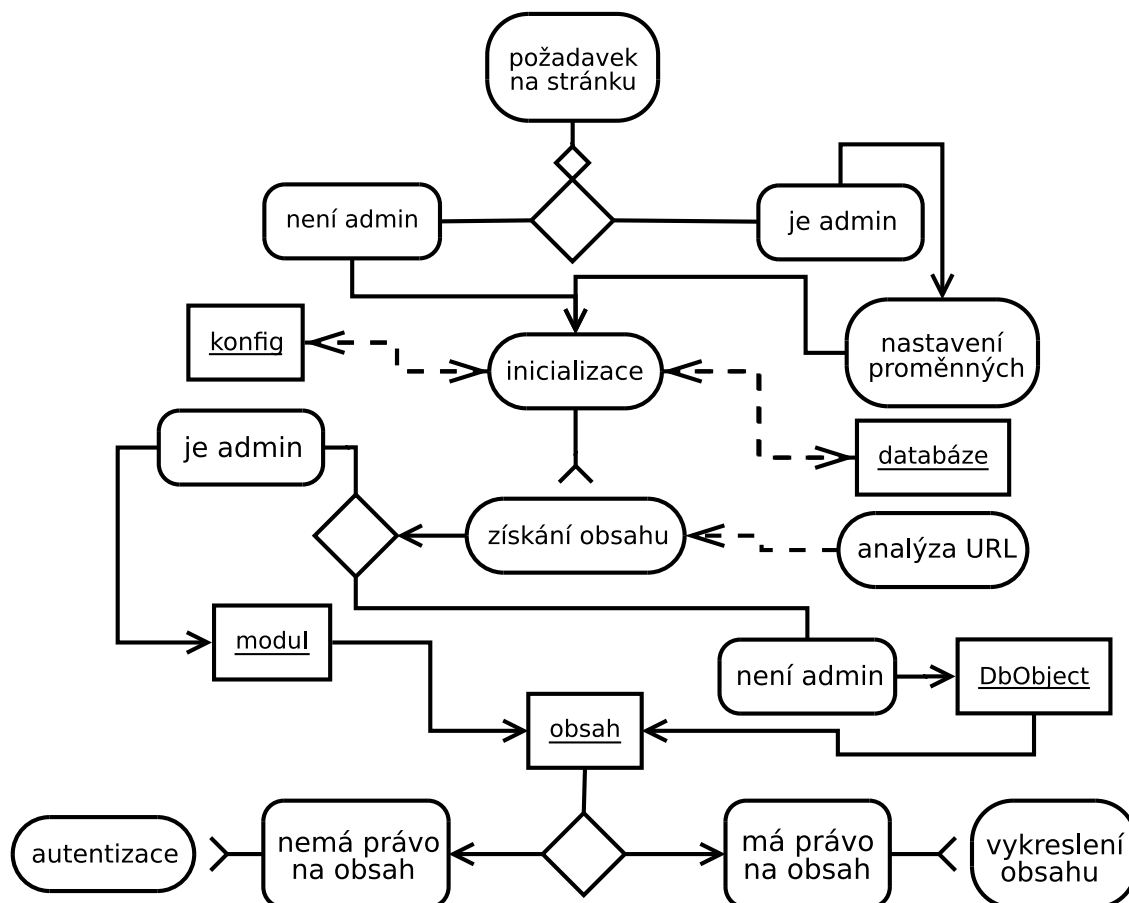 požadavek
na stránku
není admin
je admin
konfig
inicializace
nastavení
proměnných
je admin
databáze
získání obsahu
analýza URL
modul
není admin
DbObject
obsah
autentizace
nemá právo
na obsah
má právo
na obsah
vykreslení
obsahu